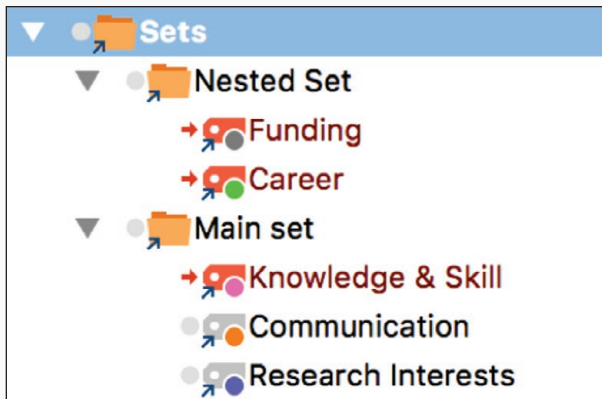 Sets
Nested Set
Funding
Career
Main set
Knowledge & Skill
Communication
Research Interests